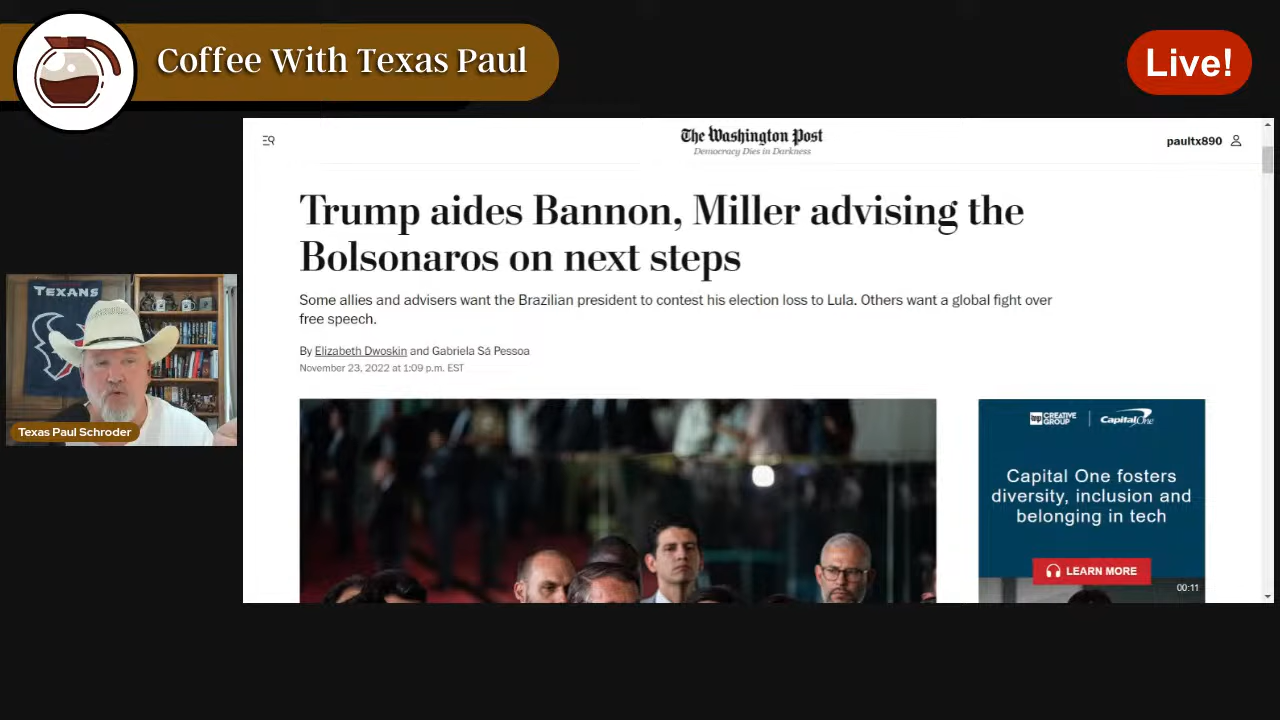 Coffee With Texas Paul
Live!
The Washington Post
Democracy Dies in Darkness
paultx890
Trump aides Bannon, Miller advising the
Bolsonaros on next steps
Some allies and advisers want the Brazilian president to contest his election loss to Lula. Others want a global fight over
free speech.
By Elizabeth Dwoskin and Gabriela Sá Pessoa
November 23, 2022 at 1:09 p.m. EST
TEXANS
Texas Paul Schroder
wp CREATIVE
GROUP
Capital One
Capital One fosters
diversity, inclusion and
belonging in tech
LEARN MORE
00:11